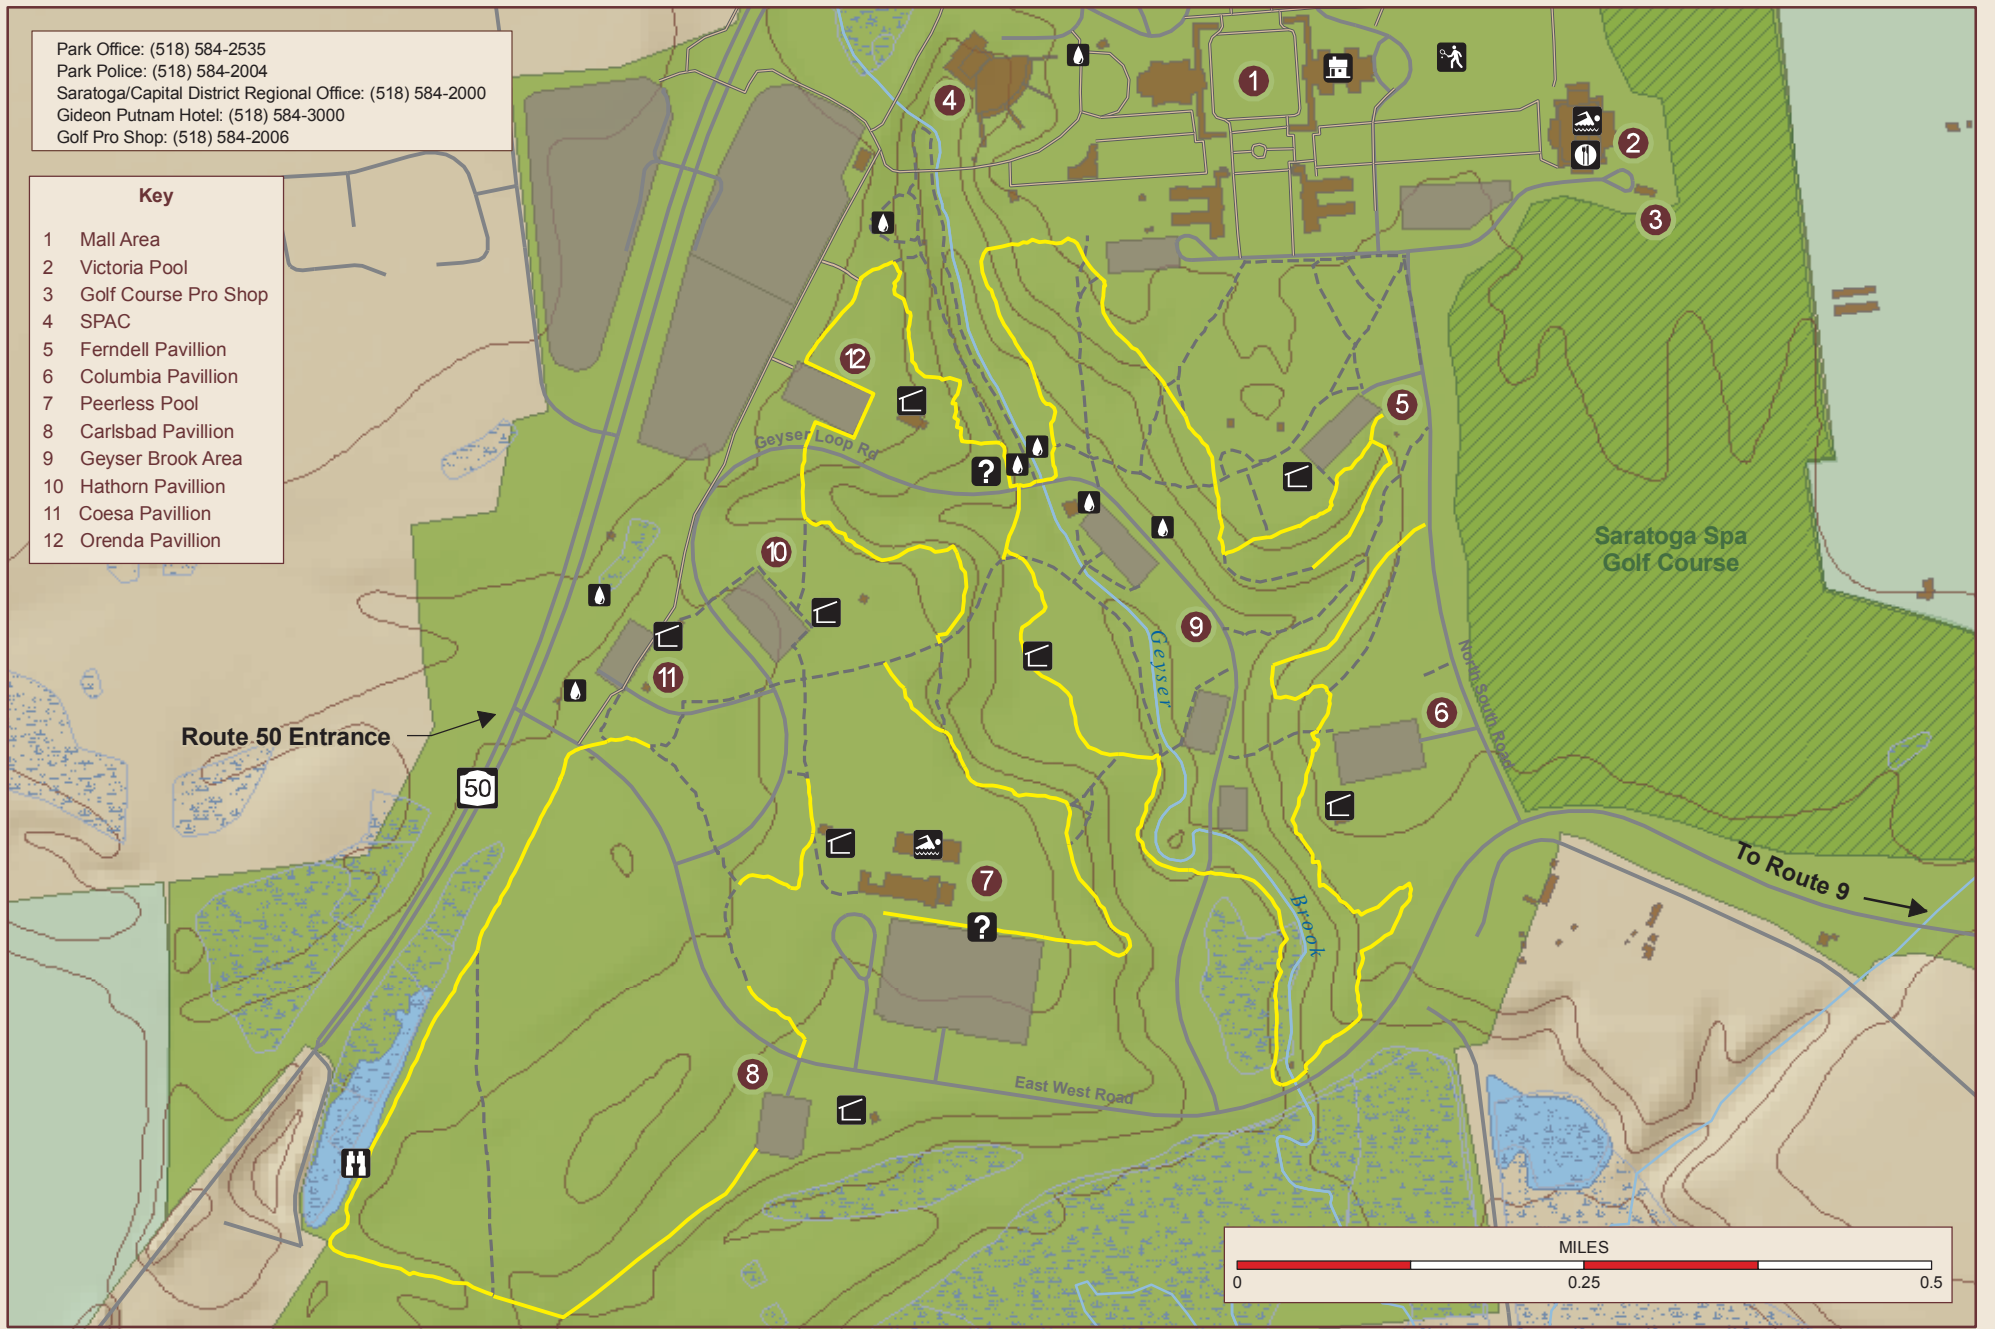 Park Office: (518) 584-2535
Park Police: (518) 584-2004
Saratoga/Capital District Regional Office: (518) 584-2000
Gideon Putnam Hotel: (518) 584-3000
Golf Pro Shop: (518) 584-2006
Key
1 Mall Area
2 Victoria Pool
3 Golf Course Pro Shop
4 SPAC
5 Ferndell Pavillion
6 Columbia Pavillion
7 Peerless Pool
8 Carlsbad Pavillion
9 Geyser Brook Area
10 Hathorn Pavillion
11 Coesa Pavillion
12 Orenda Pavillion
1
4
2
3
12
5
Geyser Loop Rd
?
Saratoga Spa
Golf Course
10
9
Geyser
11
North South Road
6
Route 50 Entrance
50
To Route 9
7
?
Brook
8
East West Road
MILES
0 0.25 0.5